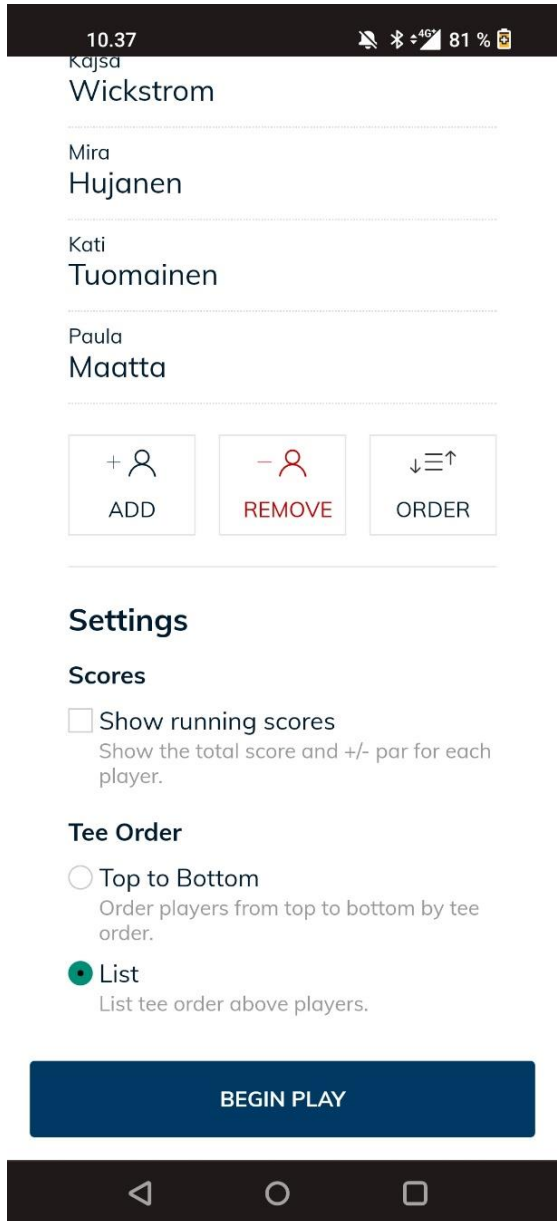 10.37
4G+
81 %
Kajsa
Wickstrom
Mira
Hujanen
Kati
Tuomainen
Paula
Maatta
ADD
REMOVE
ORDER
Settings
Scores
Show running scores
Show the total score and +/- par for each
player.
Tee Order
Top to Bottom
Order players from top to bottom by tee
order.
List
List tee order above players.
BEGIN PLAY